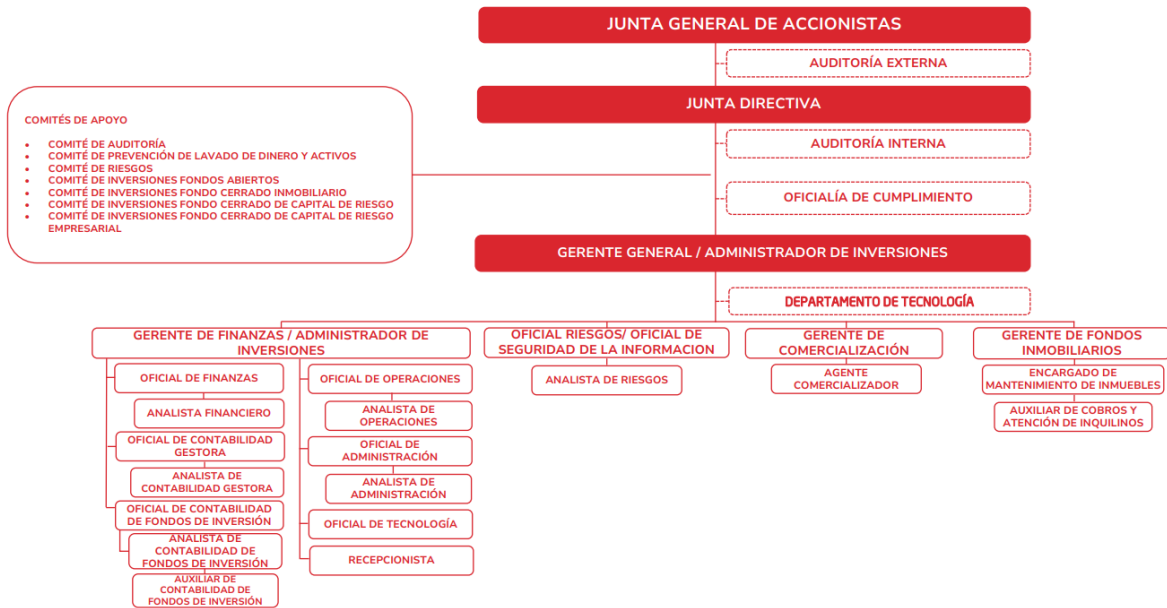 JUNTA GENERAL DE ACCIONISTAS
AUDITORÍA EXTERNA
JUNTA DIRECTIVA
COMITÉS DE APOYO
• COMITÉ DE AUDITORÍA
• COMITÉ DE PREVENCIÓN DE LAVADO DE DINERO Y ACTIVOS
• COMITÉ DE RIESGOS
• COMITÉ DE INVERSIONES FONDOS ABIERTOS
• COMITÉ DE INVERSIONES FONDO CERRADO INMOBILIARIO
• COMITÉ DE INVERSIONES FONDO CERRADO DE CAPITAL DE RIESGO
• COMITÉ DE INVERSIONES FONDO CERRADO DE CAPITAL DE RIESGO
EMPRESARIAL
AUDITORÍA INTERNA
OFICIALÍA DE CUMPLIMIENTO
GERENTE GENERAL / ADMINISTRADOR DE INVERSIONES
DEPARTAMENTO DE TECNOLOGÍA
GERENTE DE FINANZAS / ADMINISTRADOR DE
INVERSIONES
OFICIAL DE FINANZAS
ANALISTA FINANCIERO
OFICIAL DE CONTABILIDAD
GESTORA
ANALISTA DE
CONTABILIDAD GESTORA
OFICIAL DE CONTABILIDAD
DE FONDOS DE INVERSIÓN
ANALISTA DE
CONTABILIDAD DE
FONDOS DE INVERSIÓN
AUXILIAR DE
CONTABILIDAD DE
FONDOS DE INVERSIÓN
OFICIAL DE OPERACIONES
ANALISTA DE
OPERACIONES
OFICIAL DE
ADMINISTRACIÓN
ANALISTA DE
ADMINISTRACIÓN
OFICIAL DE TECNOLOGÍA
RECEPCIONISTA
OFICIAL RIESGOS/ OFICIAL DE
SEGURIDAD DE LA INFORMACION
ANALISTA DE RIESGOS
GERENTE DE
COMERCIALIZACIÓN
AGENTE
COMERCIALIZADOR
GERENTE DE FONDOS
INMOBILIARIOS
ENCARGADO DE
MANTENIMIENTO DE INMUEBLES
AUXILIAR DE COBROS Y
ATENCIÓN DE INQUILINOS